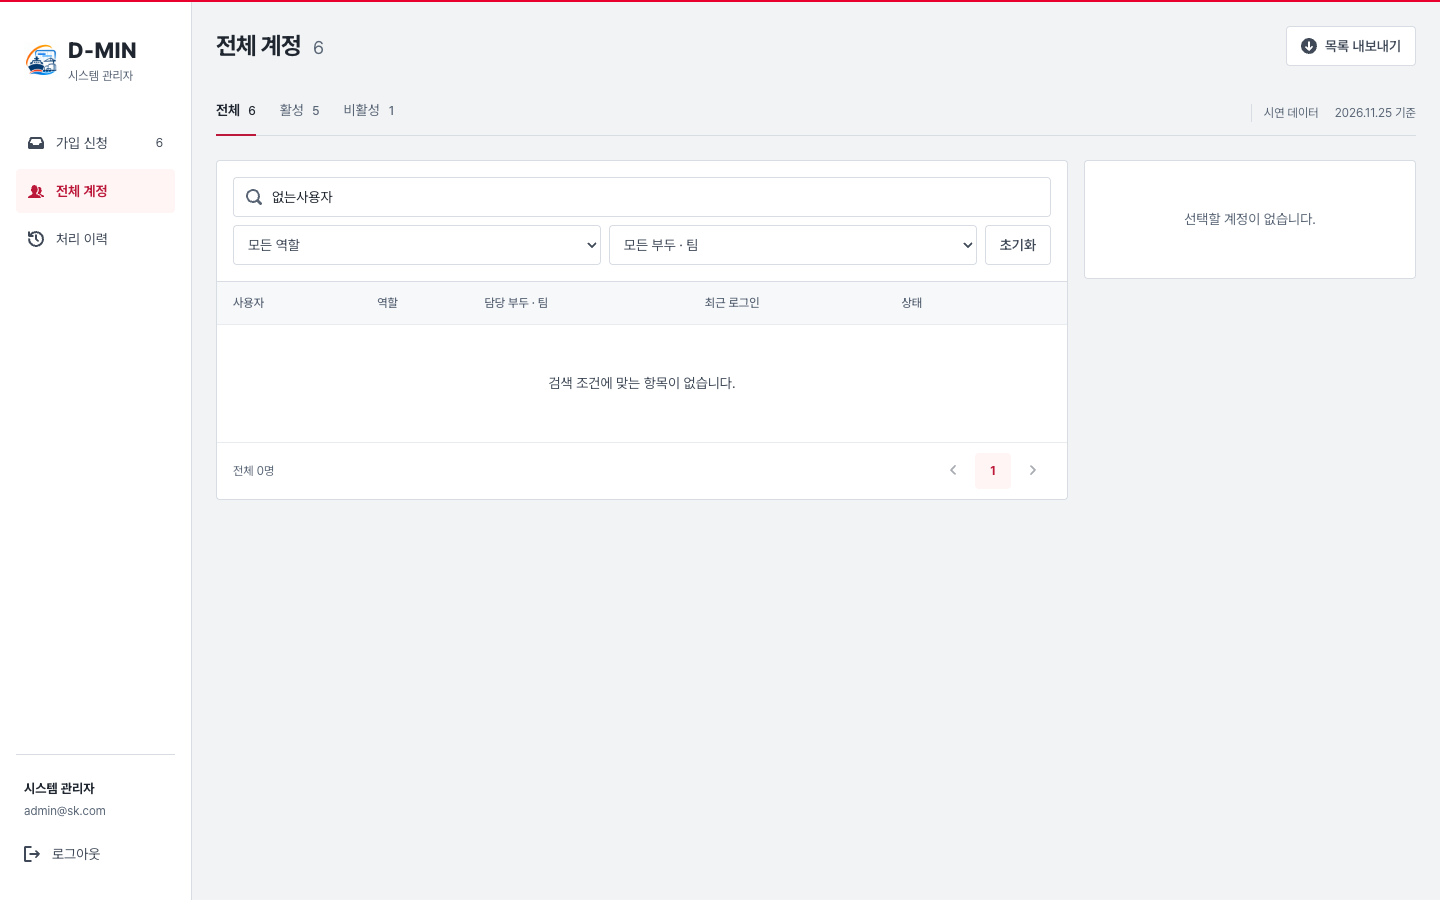 D-MIN
시스템 관리자
가입 신청 6
전체 계정
처리 이력
시스템 관리자
admin@sk.com
로그아웃
전체 계정 6
목록 내보내기
전체 6 활성 5 비활성 1
시연 데이터 2026.11.25 기준
없는사용자
모든 역할 모든 부두 · 팀 초기화
사용자 역할 담당 부두 · 팀 최근 로그인 상태
검색 조건에 맞는 항목이 없습니다.
전체 0명 1
선택할 계정이 없습니다.